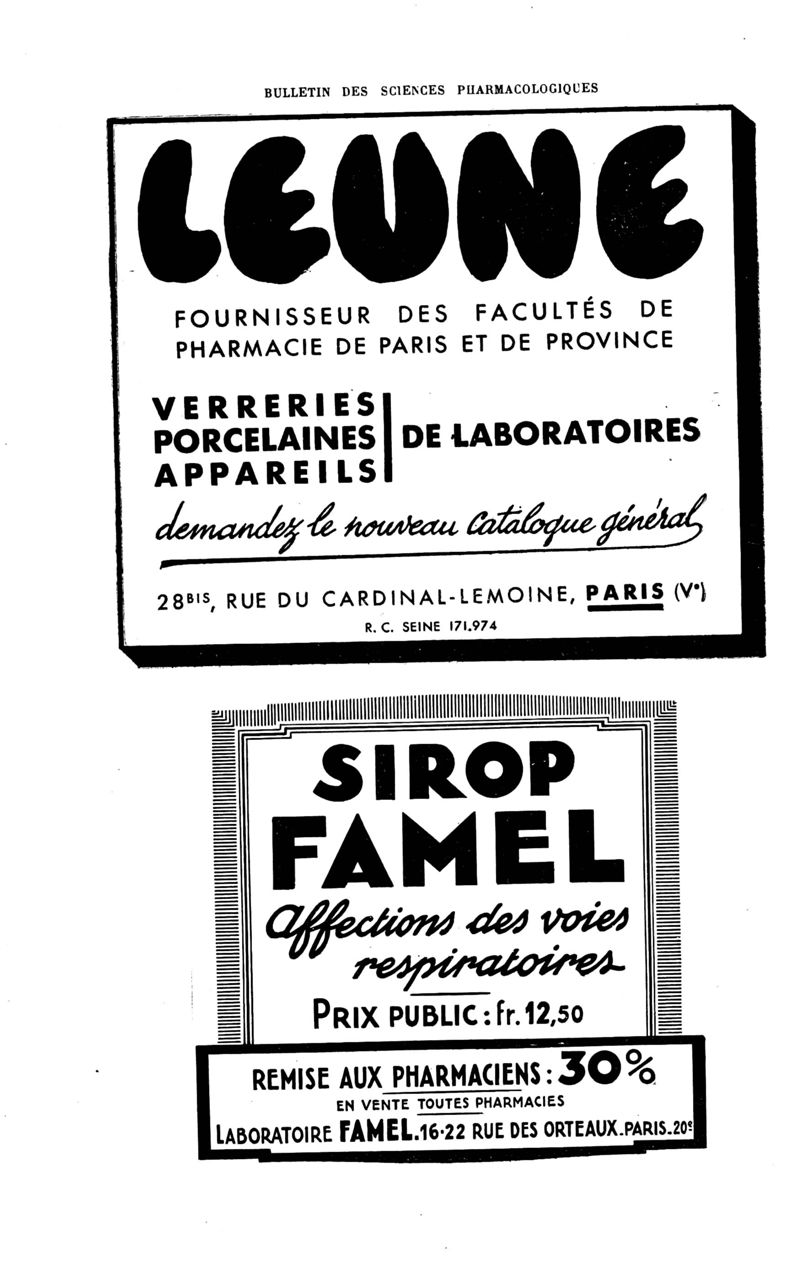 BULLETIN DES SCIENCES PHARMACOLOGIQUES
LEUNE
FOURNISSEUR DES FACULTÉS DE
PHARMACIE DE PARIS ET DE PROVINCE
VERRERIES
PORCELAINES
APPAREILS
DE LABORATOIRES
demandez le nouveau catalogue général
28BIS, RUE DU CARDINAL-LEMOINE, PARIS (Ve)
R. C. SEINE 171.974
SIROP
FAMEL
affections des voies
respiratoires
PRIX PUBLIC : fr. 12,50
REMISE AUX PHARMACIENS : 30%
EN VENTE TOUTES PHARMACIES
LABORATOIRE FAMEL.16-22 RUE DES ORTEAUX.PARIS.20e